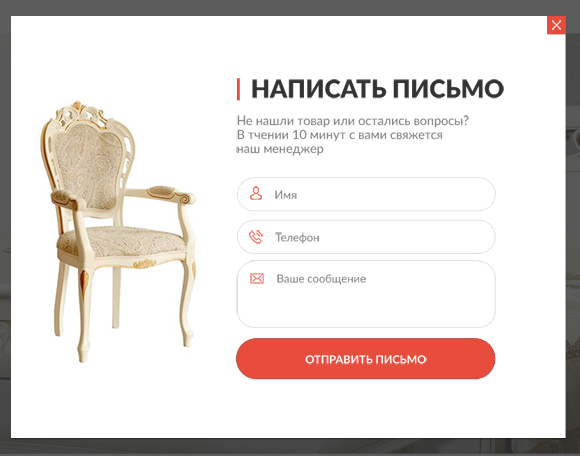 НАПИСАТЬ ПИСЬМО
Не нашли товар или остались вопросы?
В тчении 10 минут с вами свяжется
наш менеджер
Имя
Телефон
Ваше сообщение
ОТПРАВИТЬ ПИСЬМО